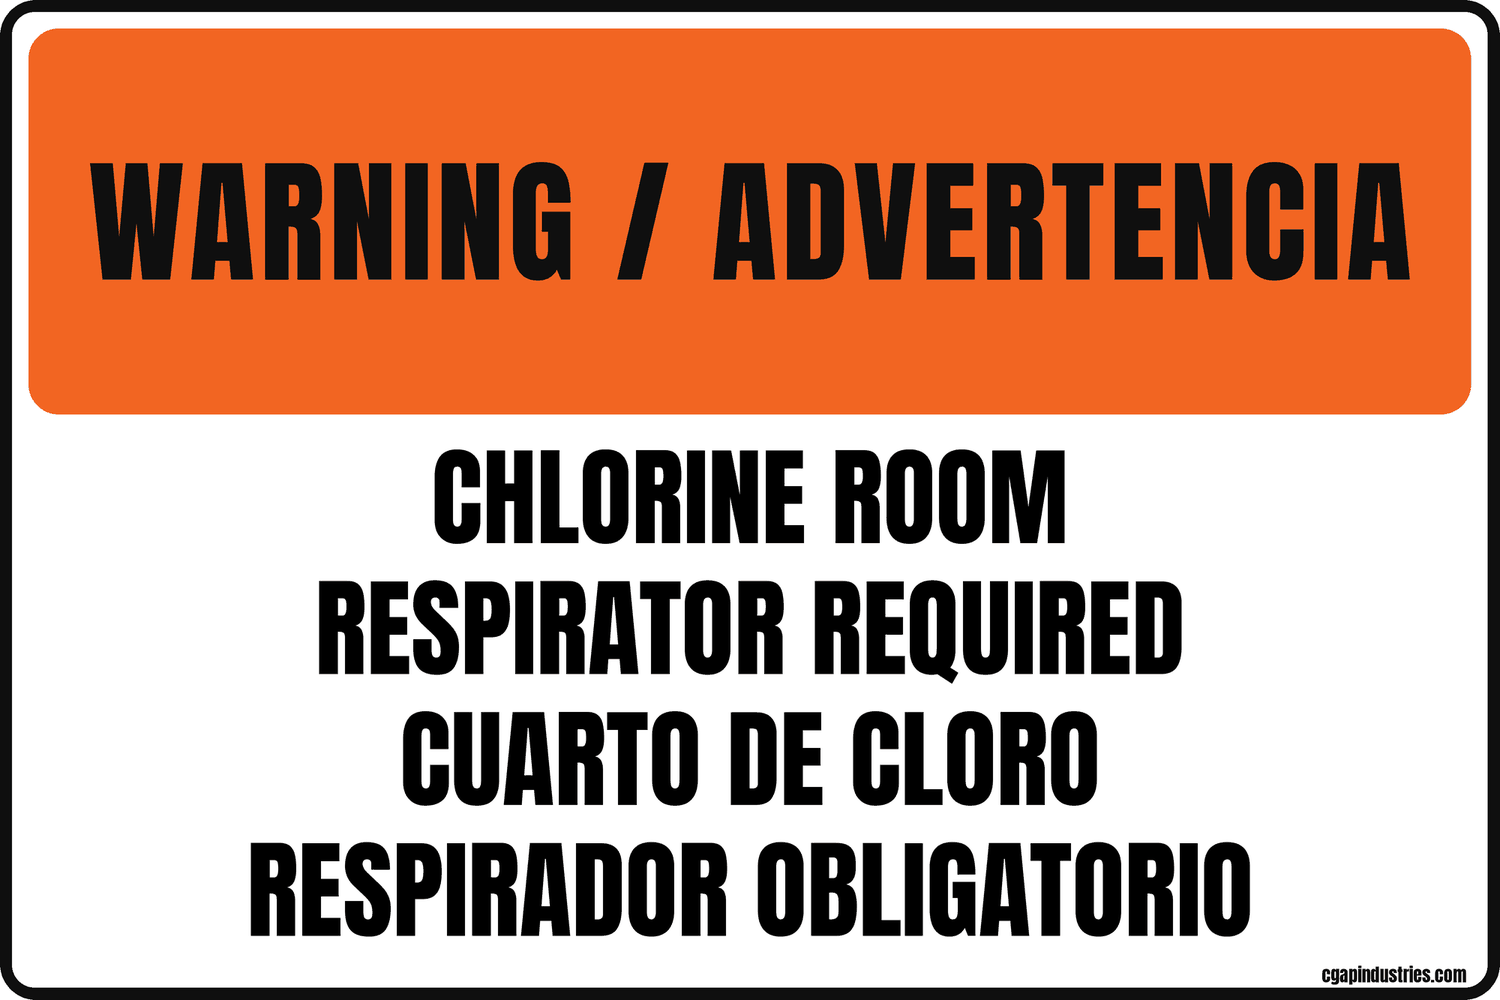 WARNING / ADVERTENCIA
CHLORINE ROOM
RESPIRATOR REQUIRED
CUARTO DE CLORO
RESPIRADOR OBLIGATORIO
cgapindustries.com